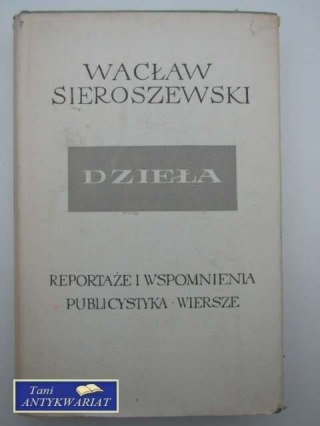 WACŁAW
SIEROSZEWSKI
DZIEŁA
REPORTAŻE I WSPOMNIENIA
PUBLICYSTYKA · WIERSZE
Tani
ANTYKWARIAT